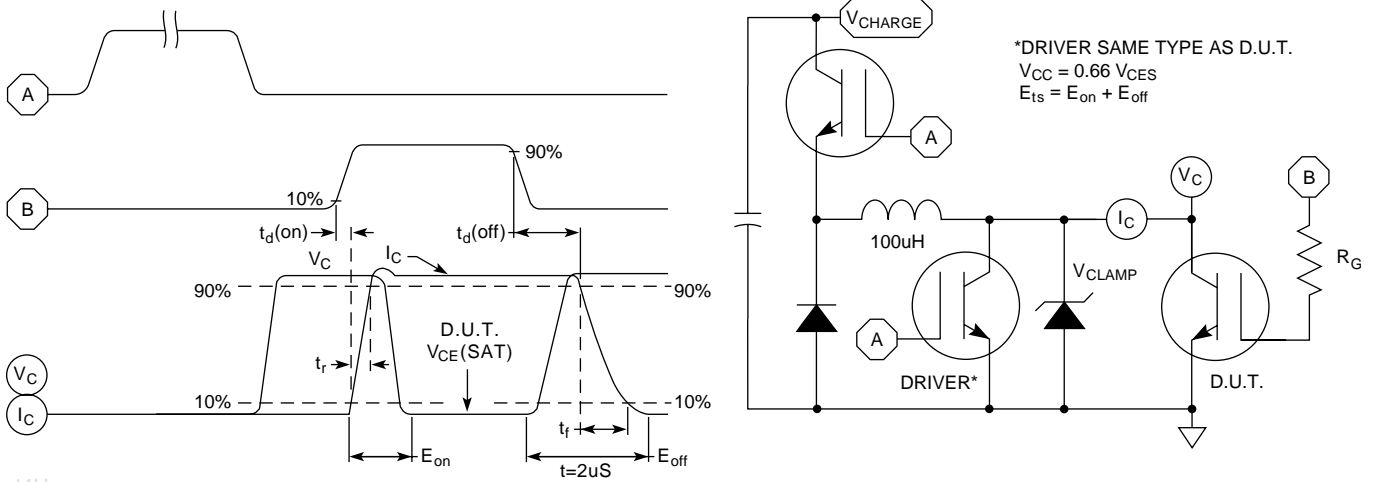 A
B
90%
10%
t_d(on)
t_d(off)
V_C
I_C
90%
90%
D.U.T.
V_CE(SAT)
t_r
V_C
I_C
10%
10%
t_f
E_on
t=2uS
E_off
V_CHARGE
*DRIVER SAME TYPE AS D.U.T.
V_CC = 0.66 V_CES
E_ts = E_on + E_off
A
V_C
B
I_C
100uH
R_G
V_CLAMP
A
DRIVER*
D.U.T.